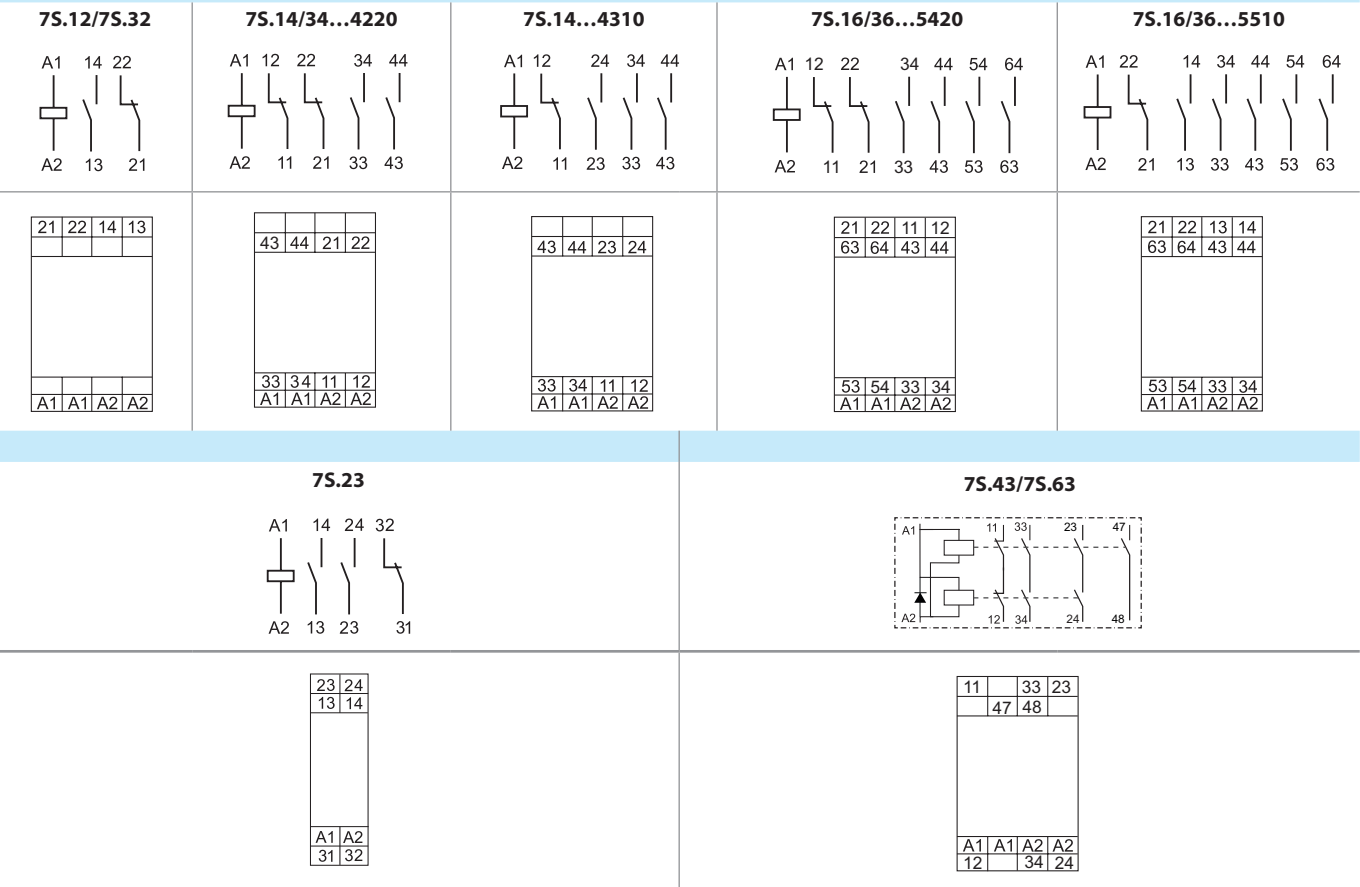 7S.12/7S.32 7S.14/34...4220 7S.14...4310 7S.16/36...5420 7S.16/36...5510
A1 14 22 A1 12 22 34 44 A1 12 24 34 44 A1 12 22 34 44 54 64 A1 22 14 34 44 54 64
A2 13 21 A2 11 21 33 43 A2 11 23 33 43 A2 11 21 33 43 53 63 A2 21 13 33 43 53 63
21 22 14 13 21 22 11 12 21 22 13 14
43 44 21 22 43 44 23 24 63 64 43 44 63 64 43 44
33 34 11 12 33 34 11 12 53 54 33 34 53 54 33 34
A1 A1 A2 A2 A1 A1 A2 A2 A1 A1 A2 A2 A1 A1 A2 A2 A1 A1 A2 A2
7S.23 7S.43/7S.63
A1 14 24 32 A1 11 33 23 47
A2 13 23 31 A2 12 34 24 48
23 24 11 33 23
13 14 47 48
A1 A2 A1 A1 A2 A2
31 32 12 34 24